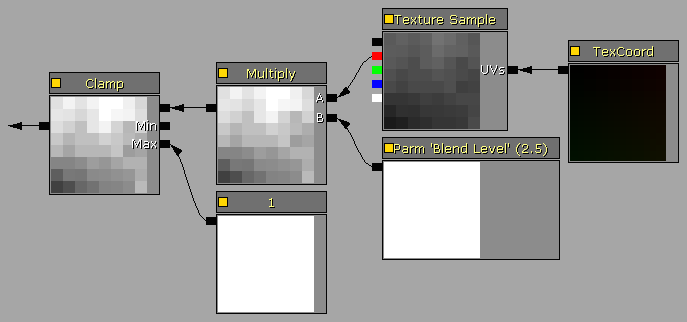 Texture Sample
UVs
TexCoord
Clamp
Min
Max
Multiply
A
B
Parm 'Blend Level' (2.5)
1